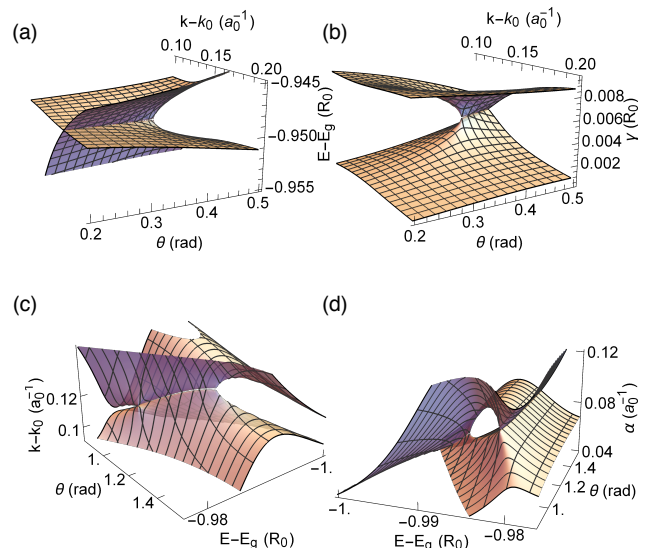 (a)
k−k₀ (a₀⁻¹)
0.10
0.15
0.20
−0.945
−0.950
−0.955
E−E_g (R₀)
0.2
0.3
0.4
0.5
θ (rad)
(b)
k−k₀ (a₀⁻¹)
0.10
0.15
0.20
0.008
0.006
0.004
0.002
γ (R₀)
0.2
0.3
0.4
0.5
θ (rad)
(c)
k−k₀ (a₀⁻¹)
0.12
0.1
1.
1.2
1.4
θ (rad)
−0.98
−1.
E−E_g (R₀)
(d)
0.12
0.08
0.04
α (a₀⁻¹)
1.4
1.2
1.
θ (rad)
−1.
−0.99
−0.98
E−E_g (R₀)